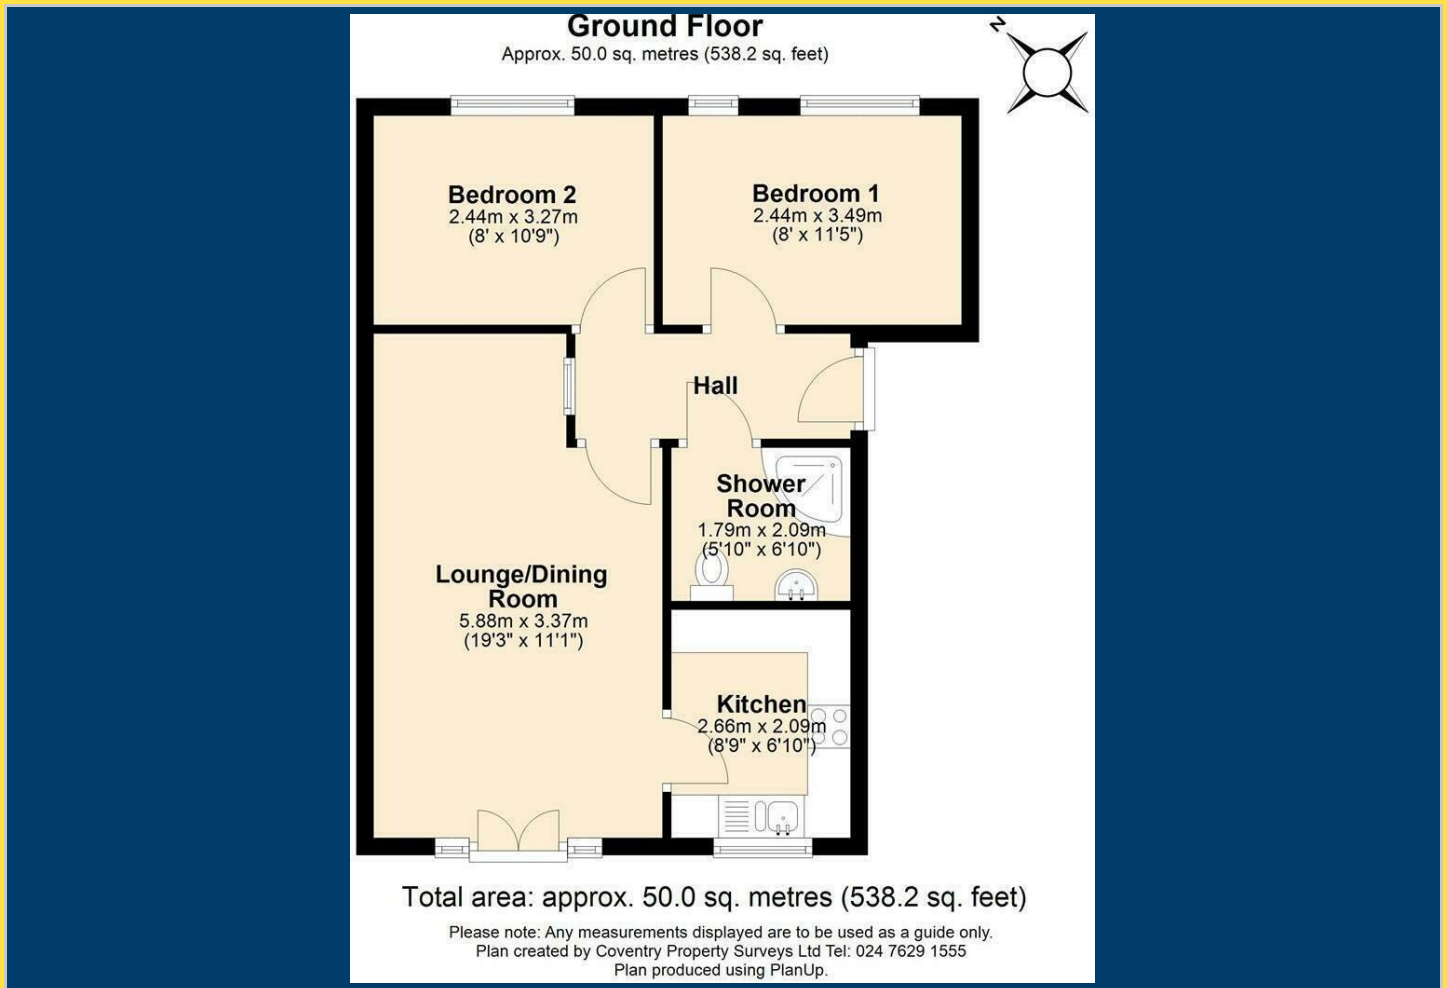 Ground Floor
Approx. 50.0 sq. metres (538.2 sq. feet)
N
Bedroom 2
2.44m x 3.27m
(8' x 10'9")
Bedroom 1
2.44m x 3.49m
(8' x 11'5")
Hall
Shower
Room
1.79m x 2.09m
(5'10" x 6'10")
Lounge/Dining
Room
5.88m x 3.37m
(19'3" x 11'1")
Kitchen
2.66m x 2.09m
(8'9" x 6'10")
Total area: approx. 50.0 sq. metres (538.2 sq. feet)
Please note: Any measurements displayed are to be used as a guide only.
Plan created by Coventry Property Surveys Ltd Tel: 024 7629 1555
Plan produced using PlanUp.